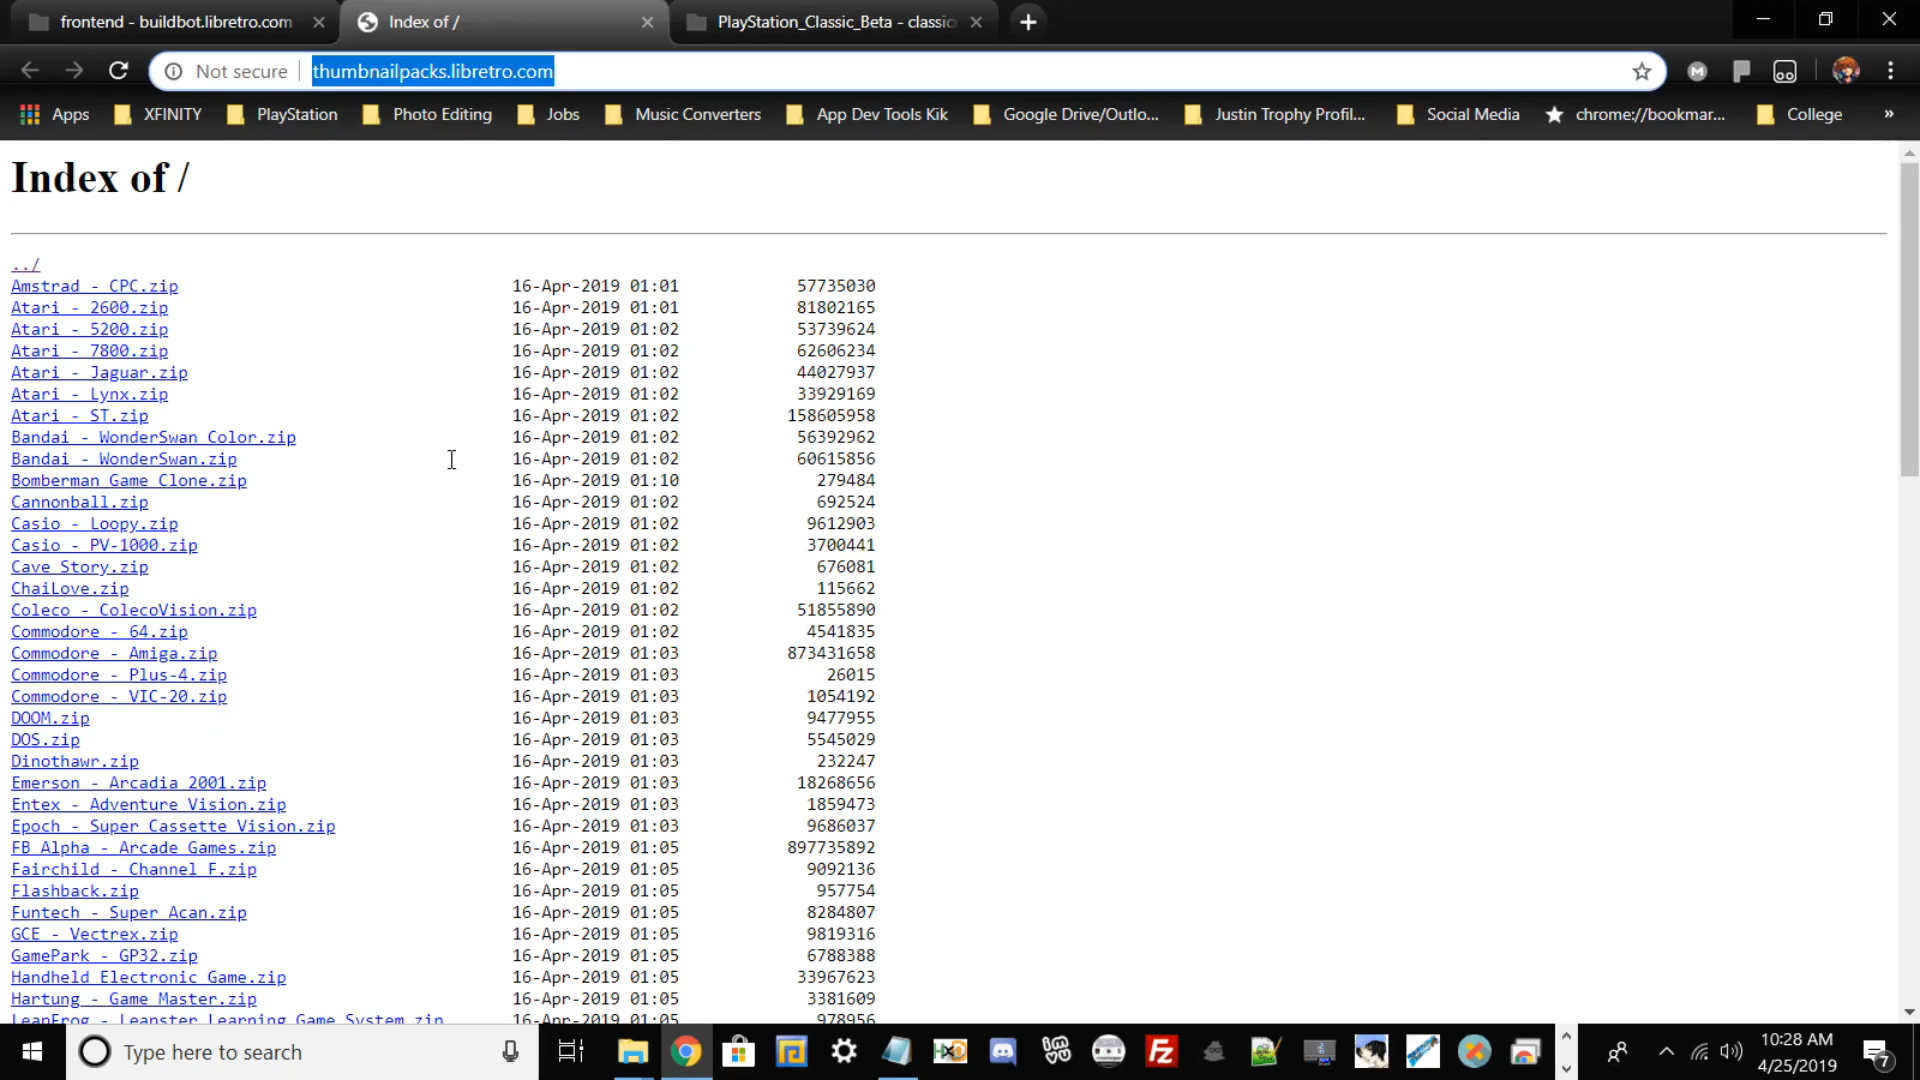 frontend - buildbot.libretro.com
Index of /
PlayStation_Classic_Beta - classic
Not secure
thumbnailpacks.libretro.com
Apps
XFINITY
PlayStation
Photo Editing
Jobs
Music Converters
App Dev Tools Kik
Google Drive/Outlo...
Justin Trophy Profil...
Social Media
chrome://bookmar...
College
»
Index of /
../
Amstrad - CPC.zip 16-Apr-2019 01:01 57735030
Atari - 2600.zip 16-Apr-2019 01:01 81802165
Atari - 5200.zip 16-Apr-2019 01:02 53739624
Atari - 7800.zip 16-Apr-2019 01:02 62606234
Atari - Jaguar.zip 16-Apr-2019 01:02 44027937
Atari - Lynx.zip 16-Apr-2019 01:02 33929169
Atari - ST.zip 16-Apr-2019 01:02 158605958
Bandai - WonderSwan Color.zip 16-Apr-2019 01:02 56392962
Bandai - WonderSwan.zip 16-Apr-2019 01:02 60615856
Bomberman Game Clone.zip 16-Apr-2019 01:10 279484
Cannonball.zip 16-Apr-2019 01:02 692524
Casio - Loopy.zip 16-Apr-2019 01:02 9612903
Casio - PV-1000.zip 16-Apr-2019 01:02 3700441
Cave Story.zip 16-Apr-2019 01:02 676081
ChaiLove.zip 16-Apr-2019 01:02 115662
Coleco - ColecoVision.zip 16-Apr-2019 01:02 51855890
Commodore - 64.zip 16-Apr-2019 01:02 4541835
Commodore - Amiga.zip 16-Apr-2019 01:03 873431658
Commodore - Plus-4.zip 16-Apr-2019 01:03 26015
Commodore - VIC-20.zip 16-Apr-2019 01:03 1054192
DOOM.zip 16-Apr-2019 01:03 9477955
DOS.zip 16-Apr-2019 01:03 5545029
Dinothawr.zip 16-Apr-2019 01:03 232247
Emerson - Arcadia 2001.zip 16-Apr-2019 01:03 18268656
Entex - Adventure Vision.zip 16-Apr-2019 01:03 1859473
Epoch - Super Cassette Vision.zip 16-Apr-2019 01:03 9686037
FB Alpha - Arcade Games.zip 16-Apr-2019 01:05 897735892
Fairchild - Channel F.zip 16-Apr-2019 01:05 9092136
Flashback.zip 16-Apr-2019 01:05 957754
Funtech - Super Acan.zip 16-Apr-2019 01:05 8284807
GCE - Vectrex.zip 16-Apr-2019 01:05 9819316
GamePark - GP32.zip 16-Apr-2019 01:05 6788388
Handheld Electronic Game.zip 16-Apr-2019 01:05 33967623
Hartung - Game Master.zip 16-Apr-2019 01:05 3381609
LeapFrog - Leapster Learning Game System.zip 16-Apr-2019 01:05 978956
Type here to search
10:28 AM
4/25/2019
7